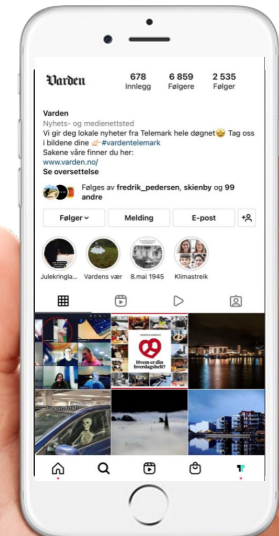 Varden
678 6 859 2 535
Innlegg Følgere Følger
Varden
Nyhets- og medienettsted
Vi gir deg lokale nyheter fra Telemark hele døgnet🤩 Tag oss
i bildene dine 👉🏼 #vardentelemark
Sakene våre finner du her:
www.varden.no/
Se oversettelse
Følges av fredrik_pedersen, skienby og 99
andre
Følger Melding E-post
Julekringla... Vardens vær 8.mai 1945 Klimastreik
Hvem er din
hverdagshelt?